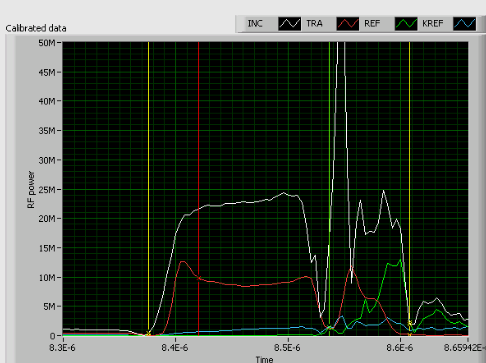 INC TRA REF KREF
Calibrated data
50M
45M
40M
35M
30M
25M
20M
15M
10M
5M
0
RF power
8.3E-6 8.4E-6 8.5E-6 8.6E-6 8.65942E-
Time